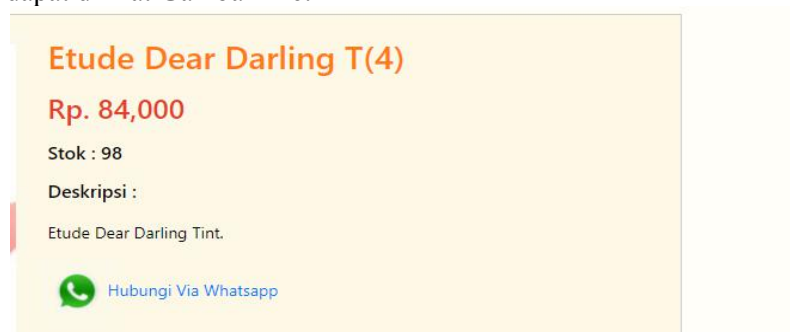 Etude Dear Darling T(4)
Rp. 84,000
Stok : 98
Deskripsi :
Etude Dear Darling Tint.
Hubungi Via Whatsapp